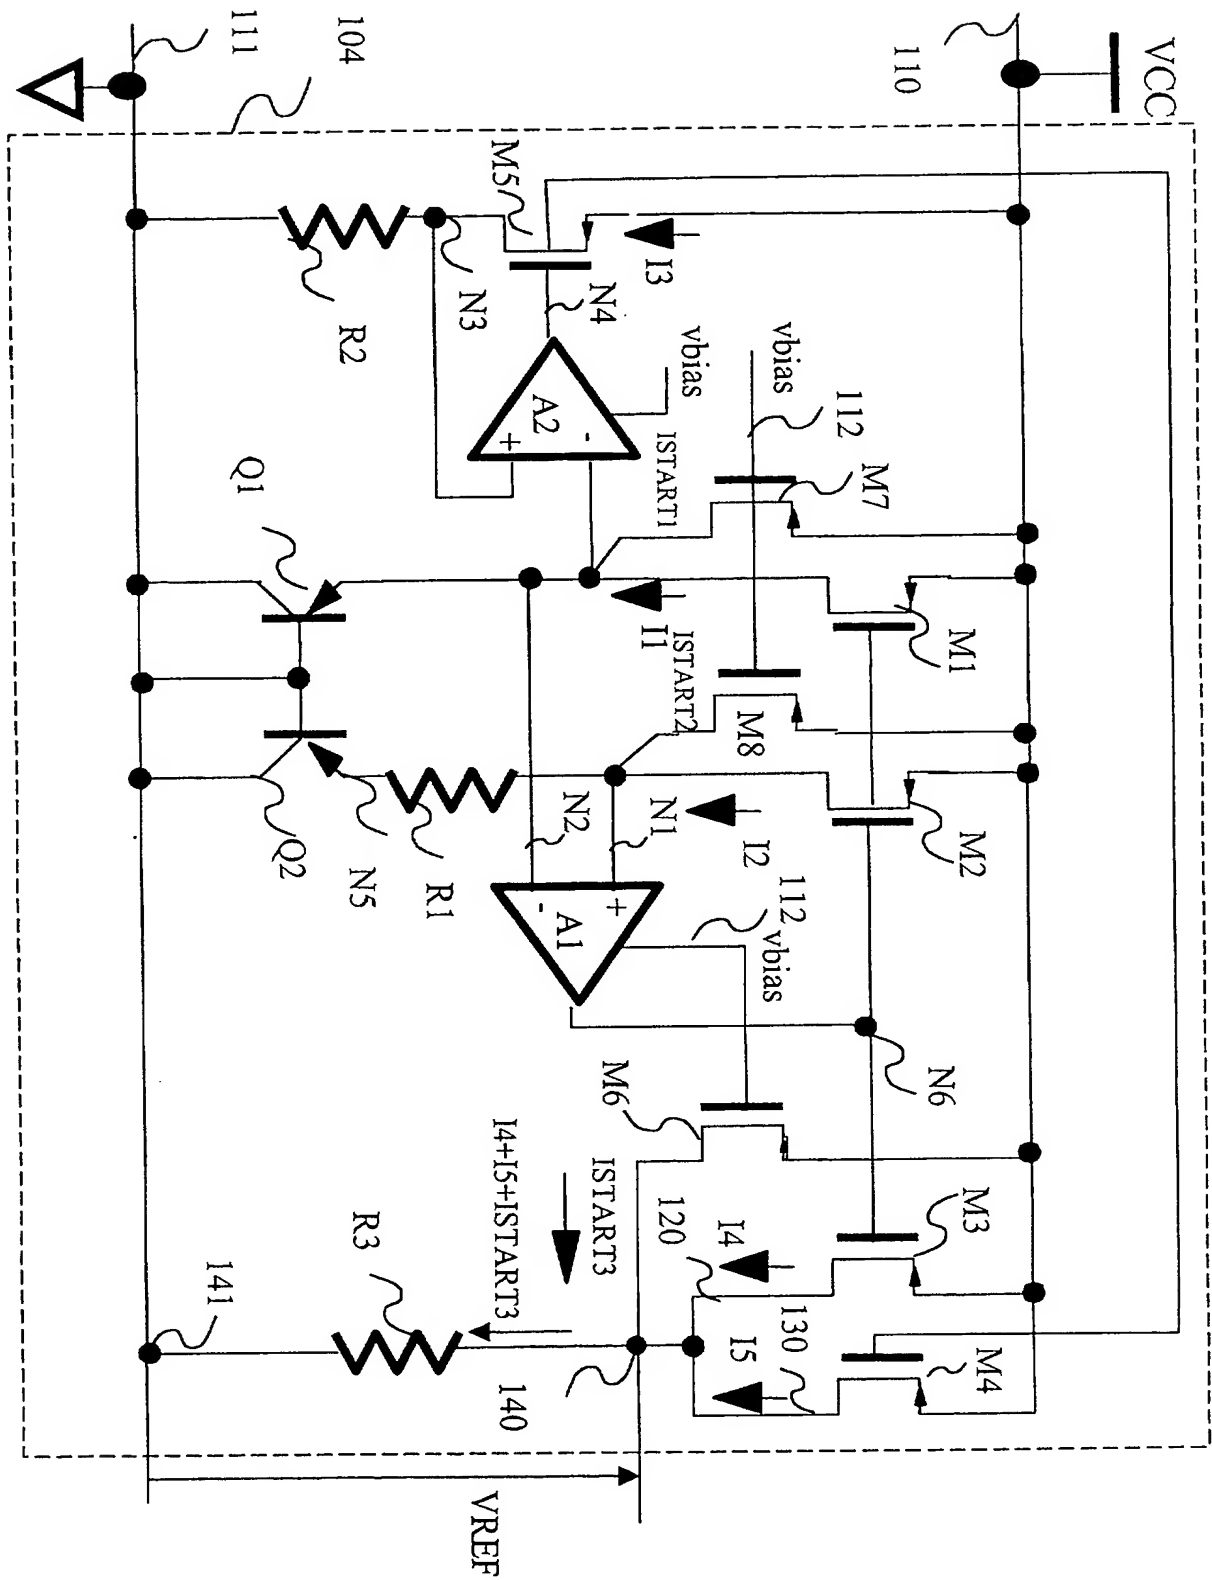 VCC
110
111
104
M5
I3
N4
N3
R2
vbias
A2
-
+
vbias
112
M7
ISTART1
Q1
M1
I1
ISTART2
M8
M2
I2
N1
N2
R1
N5
Q2
A1
+
-
112
vbias
N6
M6
M3
I4
120
ISTART3
I4+I5+ISTART3
R3
141
130
I5
M4
140
VREF